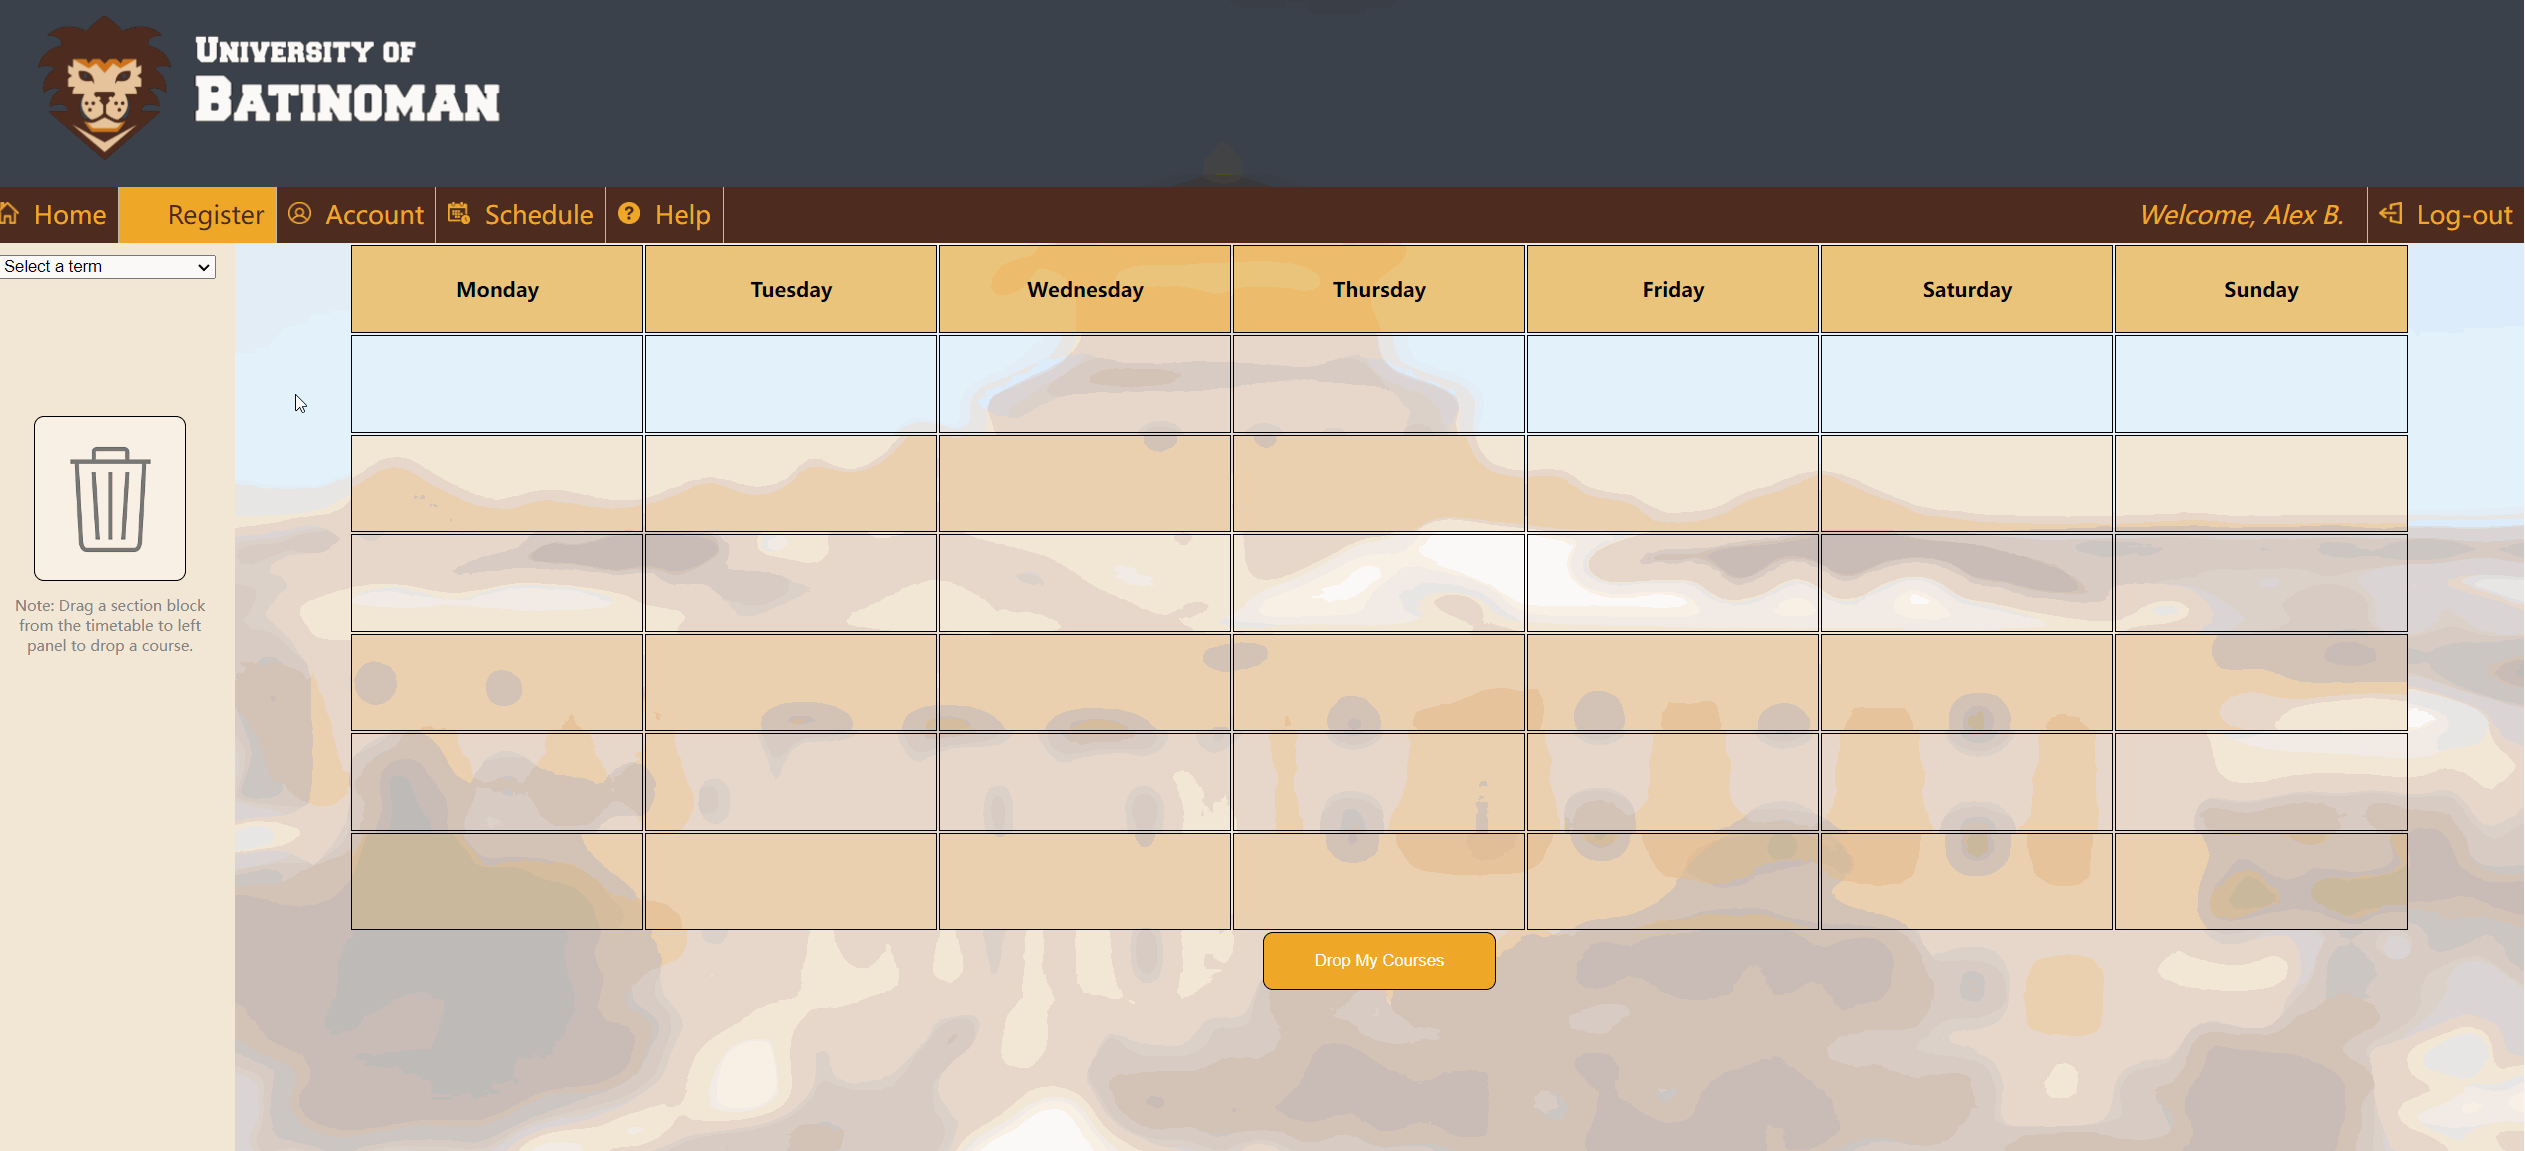 UNIVERSITY OF
BATINOMAN
Home
Register
Account
Schedule
Help
Welcome, Alex B.
Log-out
Select a term
Monday
Tuesday
Wednesday
Thursday
Friday
Saturday
Sunday
Note: Drag a section block
from the timetable to left
panel to drop a course.
Drop My Courses